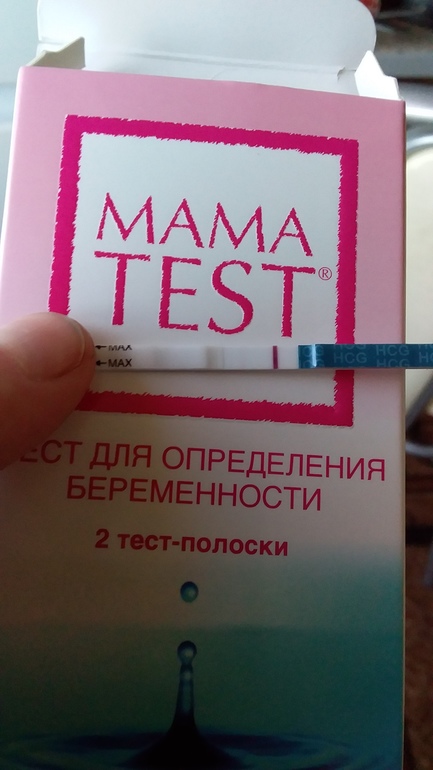 MAMA
TEST®
←MAX
←MAX HCG HCG
ЕСТ ДЛЯ ОПРЕДЕЛЕНИЯ
БЕРЕМЕННОСТИ
2 тест-полоски